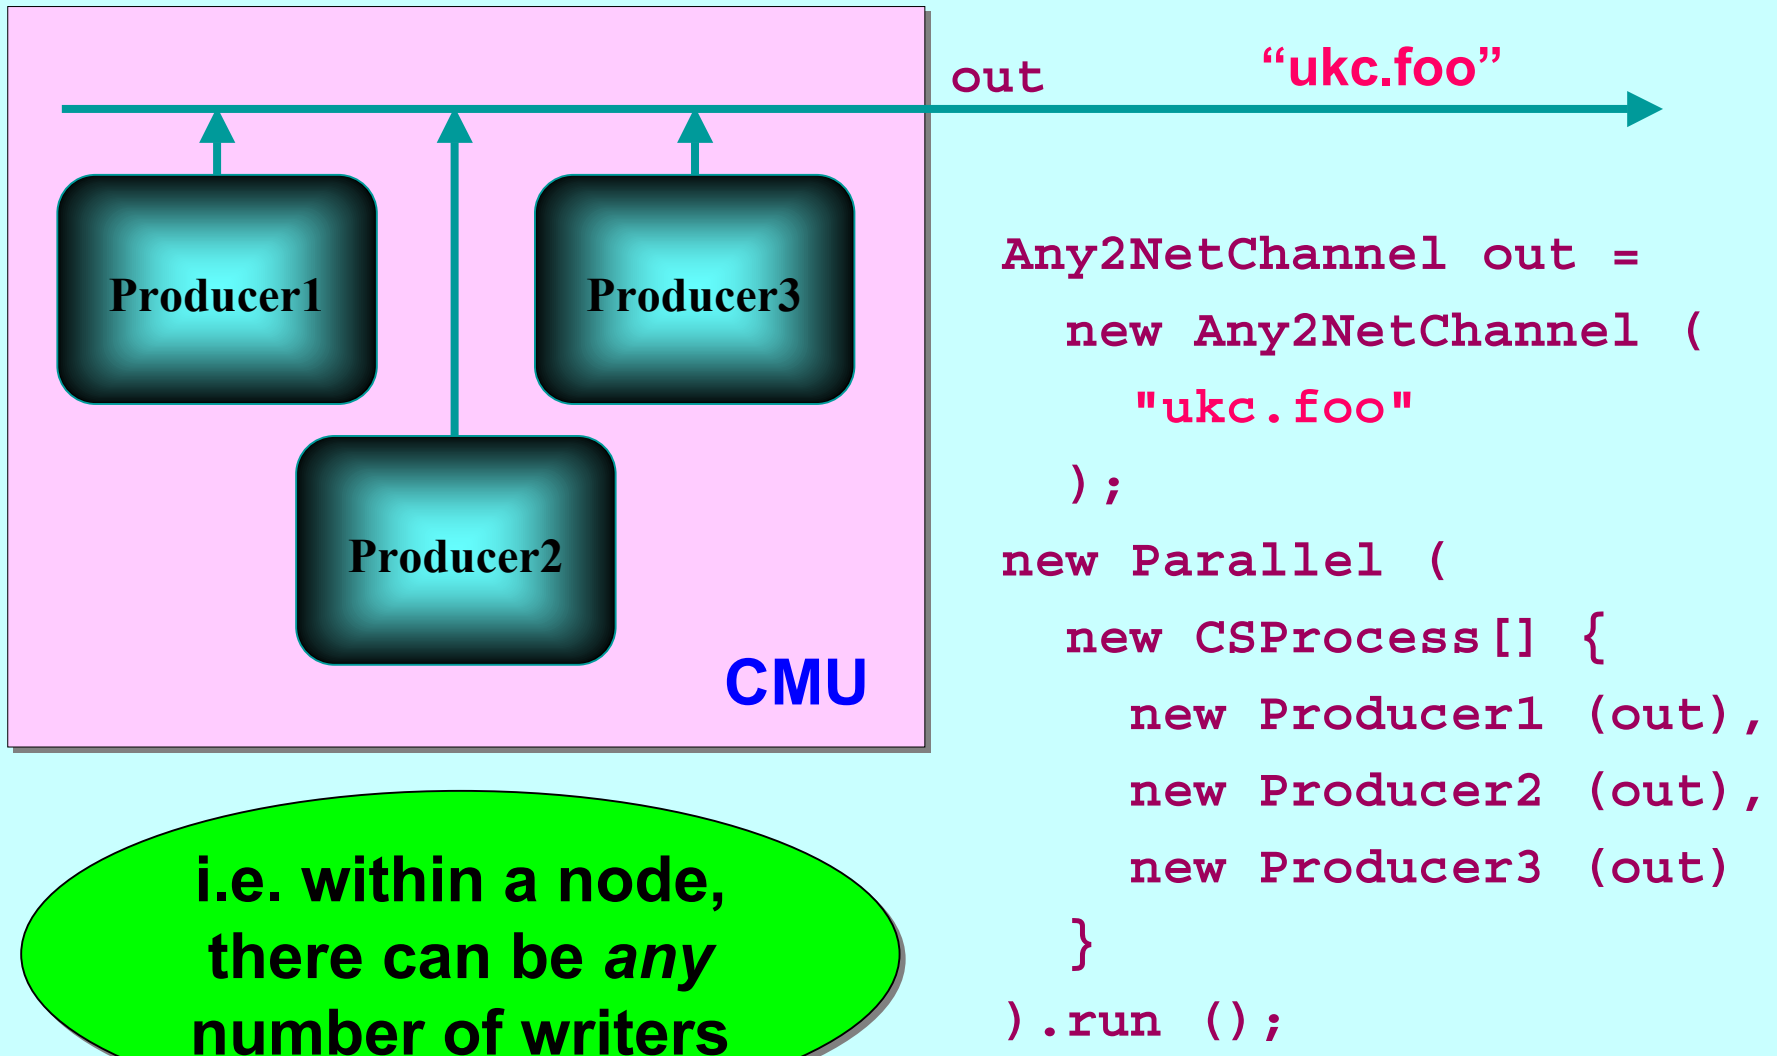 out
“ukc.foo”
Producer1
Producer3
Producer2
CMU
i.e. within a node,
there can be any
number of writers
Any2NetChannel out =
new Any2NetChannel (
"ukc.foo"
);
new Parallel (
new CSProcess[] {
new Producer1 (out),
new Producer2 (out),
new Producer3 (out)
}
).run ();